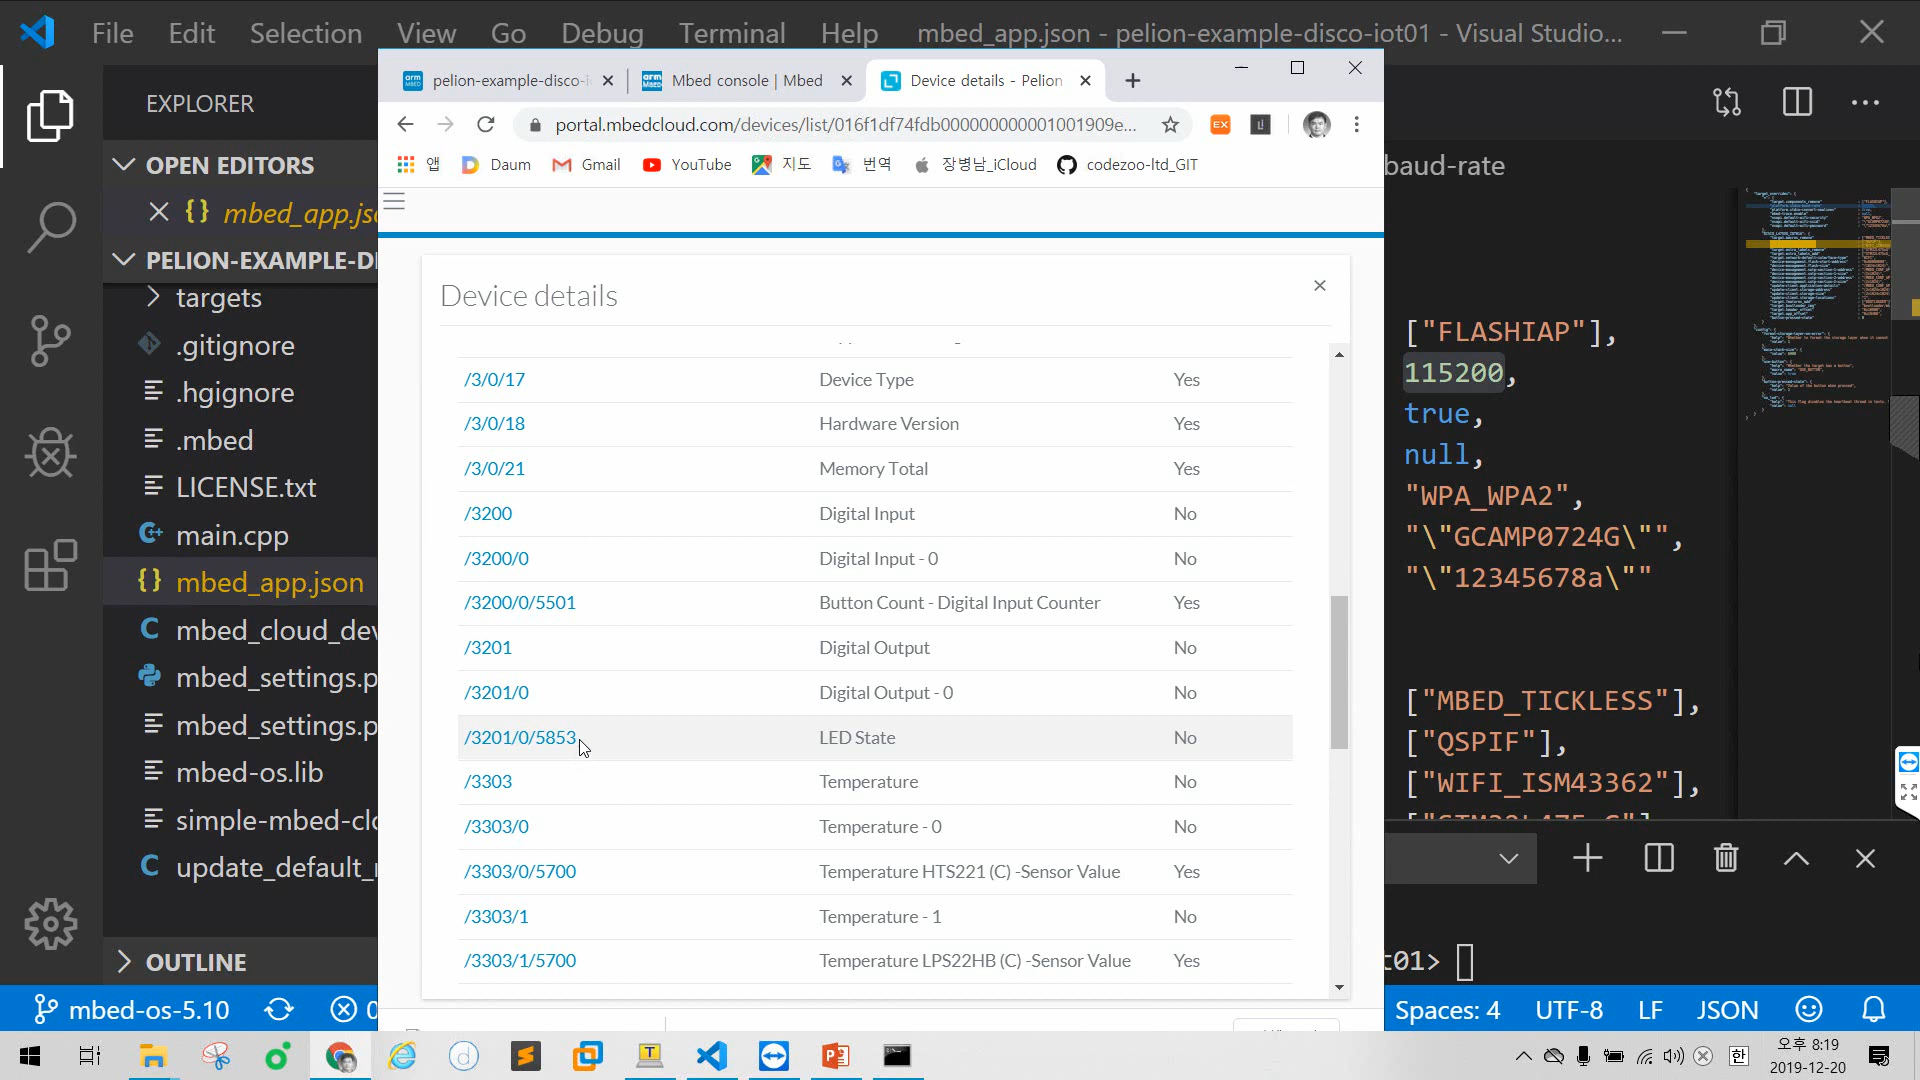 File Edit Selection View Go Debug Terminal Help mbed_app.json - pelion-example-disco-iot01 - Visual Studio...
EXPLORER
OPEN EDITORS
mbed_app.js
PELION-EXAMPLE-DI
targets
.gitignore
.hgignore
.mbed
LICENSE.txt
main.cpp
mbed_app.json
mbed_cloud_dev
mbed_settings.p
mbed_settings.p
mbed-os.lib
simple-mbed-clo
update_default_r
OUTLINE
mbed-os-5.10
0
pelion-example-disco-i
Mbed console | Mbed
Device details - Pelion
portal.mbedcloud.com/devices/list/016f1df74fdb000000000001001909e...
앱
Daum
Gmail
YouTube
지도
번역
장병남_iCloud
codezoo-ltd_GIT
Device details
/3/0/17 Device Type Yes
/3/0/18 Hardware Version Yes
/3/0/21 Memory Total Yes
/3200 Digital Input No
/3200/0 Digital Input - 0 No
/3200/0/5501 Button Count - Digital Input Counter Yes
/3201 Digital Output No
/3201/0 Digital Output - 0 No
/3201/0/5853 LED State No
/3303 Temperature No
/3303/0 Temperature - 0 No
/3303/0/5700 Temperature HTS221 (C) -Sensor Value Yes
/3303/1 Temperature - 1 No
/3303/1/5700 Temperature LPS22HB (C) -Sensor Value Yes
baud-rate
["FLASHIAP"],
115200,
true,
null,
"WPA_WPA2",
"\"GCAMP0724G\"",
"\"12345678a\""
["MBED_TICKLESS"],
["QSPIF"],
["WIFI_ISM43362"],
t01>
Spaces: 4 UTF-8 LF JSON
한
오후 8:19
2019-12-20